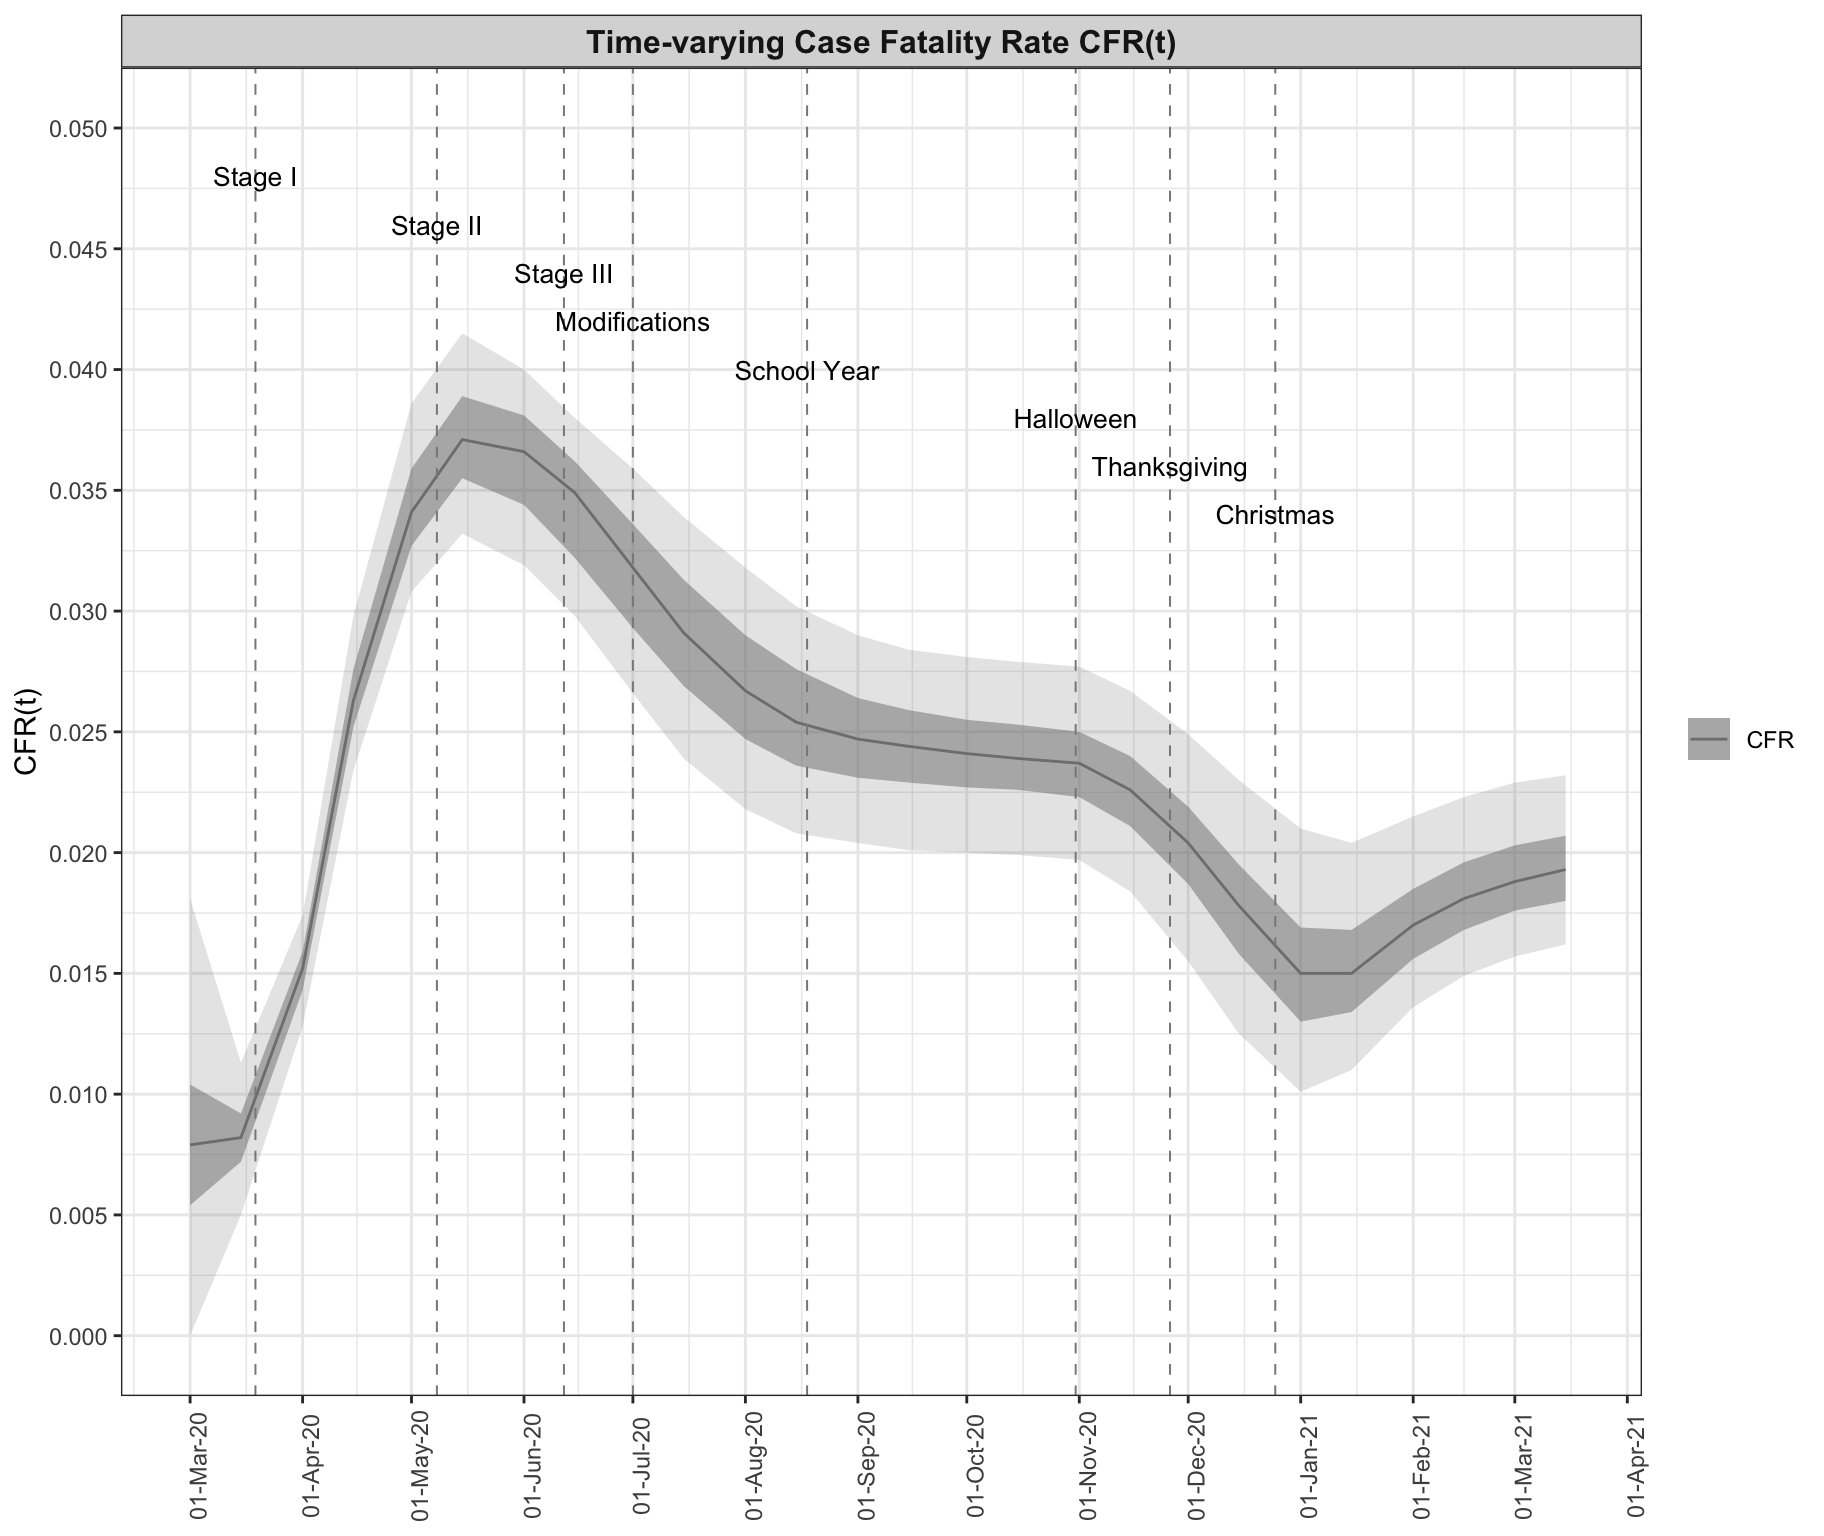 Time-varying Case Fatality Rate CFR(t)
Stage I
Stage II
Stage III
Modifications
School Year
Halloween
Thanksgiving
Christmas
0.050
0.045
0.040
0.035
0.030
0.025
0.020
0.015
0.010
0.005
0.000
CFR(t)
CFR
01-Mar-20
01-Apr-20
01-May-20
01-Jun-20
01-Jul-20
01-Aug-20
01-Sep-20
01-Oct-20
01-Nov-20
01-Dec-20
01-Jan-21
01-Feb-21
01-Mar-21
01-Apr-21